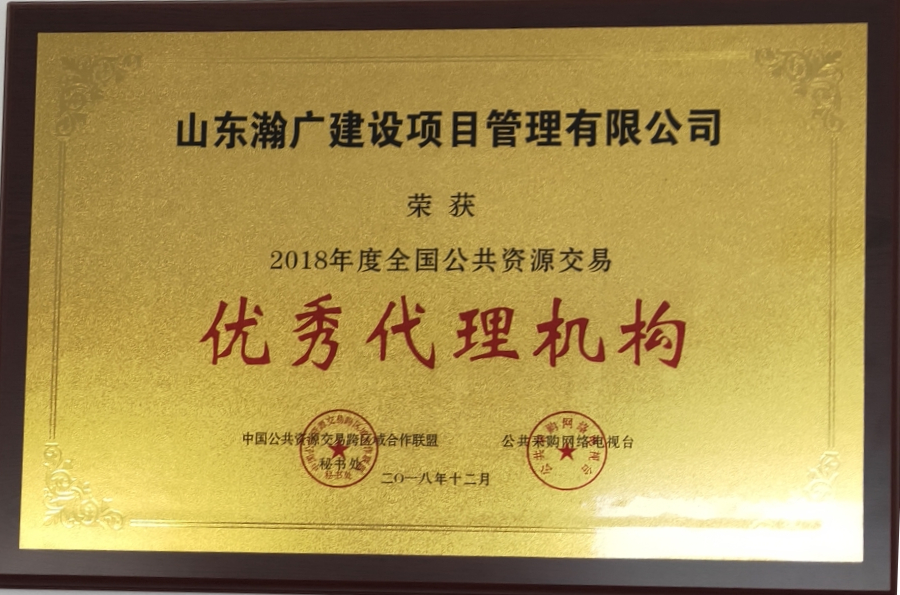 山东瀚广建设项目管理有限公司
荣获
2018年度全国公共资源交易
优秀代理机构
中国公共资源交易跨区域合作联盟
秘书处
公共采购网络电视台
二〇一八年十二月